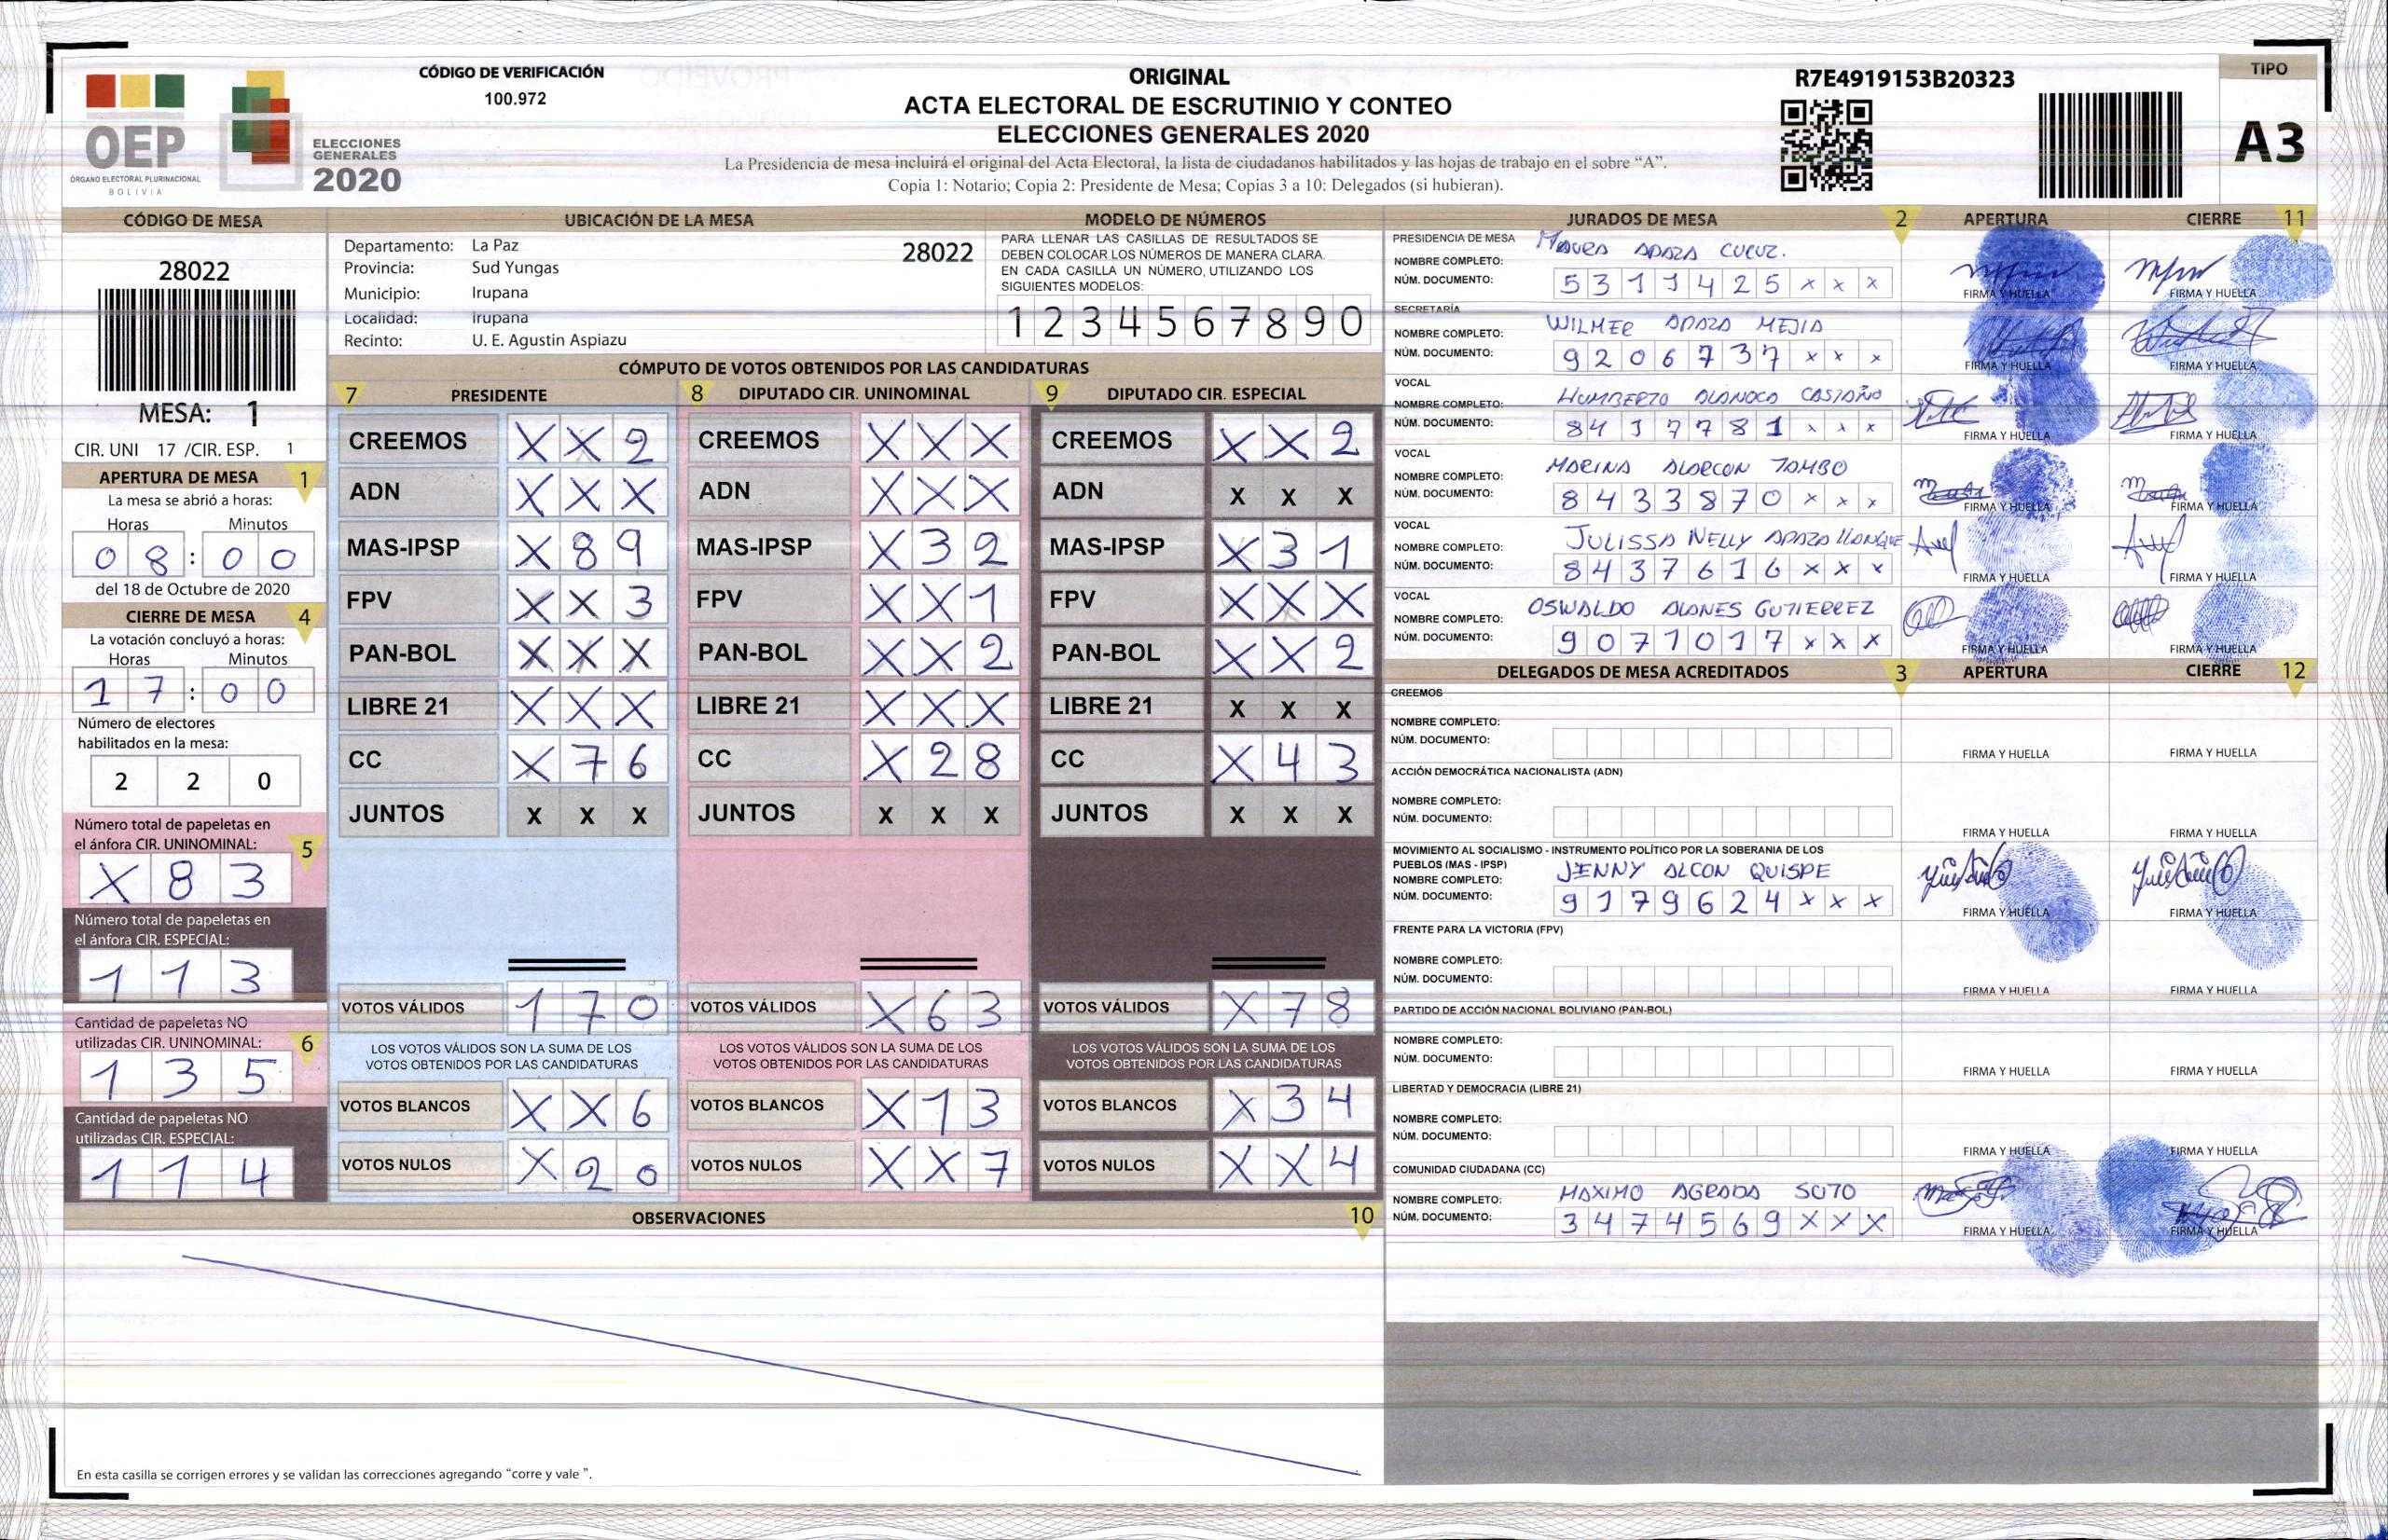 CÓDIGO DE VERIFICACIÓN
100.972
ORIGINAL
ACTA ELECTORAL DE ESCRUTINIO Y CONTEO
ELECCIONES GENERALES 2020
La Presidencia de mesa incluirá el original del Acta Electoral, la lista de ciudadanos habilitados y las hojas de trabajo en el sobre “A”.
Copia 1: Notario; Copia 2: Presidente de Mesa; Copias 3 a 10: Delegados (si hubieran).
R7E4919153B20323
TIPO
A3
OEP
ÓRGANO ELECTORAL PLURINACIONAL
BOLIVIA
ELECCIONES
GENERALES
2020
CÓDIGO DE MESA
28022
MESA: 1
CIR. UNI 17 /CIR. ESP. 1
APERTURA DE MESA 1
La mesa se abrió a horas:
Horas Minutos
0 8 : 0 0
del 18 de Octubre de 2020
CIERRE DE MESA 4
La votación concluyó a horas:
Horas Minutos
1 7 : 0 0
Número de electores
habilitados en la mesa:
2 2 0
Número total de papeletas en
el ánfora CIR. UNINOMINAL: 5
X 8 3
Número total de papeletas en
el ánfora CIR. ESPECIAL:
1 1 3
Cantidad de papeletas NO
utilizadas CIR. UNINOMINAL: 6
1 3 5
Cantidad de papeletas NO
utilizadas CIR. ESPECIAL:
1 1 4
UBICACIÓN DE LA MESA
Departamento: La Paz 28022
Provincia: Sud Yungas
Municipio: Irupana
Localidad: Irupana
Recinto: U. E. Agustin Aspiazu
MODELO DE NÚMEROS
PARA LLENAR LAS CASILLAS DE RESULTADOS SE
DEBEN COLOCAR LOS NÚMEROS DE MANERA CLARA.
EN CADA CASILLA UN NÚMERO, UTILIZANDO LOS
SIGUIENTES MODELOS:
1 2 3 4 5 6 7 8 9 0
CÓMPUTO DE VOTOS OBTENIDOS POR LAS CANDIDATURAS
7 PRESIDENTE 8 DIPUTADO CIR. UNINOMINAL 9 DIPUTADO CIR. ESPECIAL
CREEMOS X X 2 CREEMOS X X X CREEMOS X X 2
ADN X X X ADN X X X ADN X X X
MAS-IPSP X 8 9 MAS-IPSP X 3 2 MAS-IPSP X 3 1
FPV X X 3 FPV X X 1 FPV X X X
PAN-BOL X X X PAN-BOL X X 2 PAN-BOL X X 2
LIBRE 21 X X X LIBRE 21 X X X LIBRE 21 X X X
CC X 7 6 CC X 2 8 CC X 4 3
JUNTOS X X X JUNTOS X X X JUNTOS X X X
VOTOS VÁLIDOS 1 7 0 VOTOS VÁLIDOS X 6 3 VOTOS VÁLIDOS X 7 8
LOS VOTOS VÁLIDOS SON LA SUMA DE LOS LOS VOTOS VÁLIDOS SON LA SUMA DE LOS LOS VOTOS VÁLIDOS SON LA SUMA DE LOS
VOTOS OBTENIDOS POR LAS CANDIDATURAS VOTOS OBTENIDOS POR LAS CANDIDATURAS VOTOS OBTENIDOS POR LAS CANDIDATURAS
VOTOS BLANCOS X X 6 VOTOS BLANCOS X 1 3 VOTOS BLANCOS X 3 4
VOTOS NULOS X 2 0 VOTOS NULOS X X 7 VOTOS NULOS X X 4
OBSERVACIONES 10
En esta casilla se corrigen errores y se validan las correcciones agregando “corre y vale ”.
JURADOS DE MESA 2 APERTURA CIERRE 11
PRESIDENCIA DE MESA
NOMBRE COMPLETO: MAURA APAZA
NÚM. DOCUMENTO: 5 3 1 1 4 2 5 X X X
FIRMA Y HUELLA FIRMA Y HUELLA
SECRETARÍA
NOMBRE COMPLETO: WILMER APAZA MEJIA
NÚM. DOCUMENTO: 9 2 0 6 7 3 7 X X X
FIRMA Y HUELLA FIRMA Y HUELLA
VOCAL
NOMBRE COMPLETO: HUMBERTO ALANOCA CASTAÑO
NÚM. DOCUMENTO: 8 4 1 7 7 8 1 X X X
FIRMA Y HUELLA FIRMA Y HUELLA
VOCAL
NOMBRE COMPLETO: MARINA ALARCON TAMBO
NÚM. DOCUMENTO: 8 4 3 3 8 7 0 X X X
FIRMA Y HUELLA FIRMA Y HUELLA
VOCAL
NOMBRE COMPLETO: JULISSA NELLY APAZA LLANQUE
NÚM. DOCUMENTO: 8 4 3 7 6 1 6 X X X
FIRMA Y HUELLA FIRMA Y HUELLA
VOCAL
NOMBRE COMPLETO: OSWALDO ALANES GUTIERREZ
NÚM. DOCUMENTO: 9 0 7 1 0 1 7 X X X
FIRMA Y HUELLA FIRMA Y HUELLA
DELEGADOS DE MESA ACREDITADOS 3 APERTURA CIERRE 12
CREEMOS
NOMBRE COMPLETO:
NÚM. DOCUMENTO:
FIRMA Y HUELLA FIRMA Y HUELLA
ACCIÓN DEMOCRÁTICA NACIONALISTA (ADN)
NOMBRE COMPLETO:
NÚM. DOCUMENTO:
FIRMA Y HUELLA FIRMA Y HUELLA
MOVIMIENTO AL SOCIALISMO - INSTRUMENTO POLÍTICO POR LA SOBERANIA DE LOS
PUEBLOS (MAS - IPSP)
NOMBRE COMPLETO: JENNY ALCON QUISPE
NÚM. DOCUMENTO: 9 1 7 9 6 2 4 X X X
FIRMA Y HUELLA FIRMA Y HUELLA
FRENTE PARA LA VICTORIA (FPV)
NOMBRE COMPLETO:
NÚM. DOCUMENTO:
FIRMA Y HUELLA FIRMA Y HUELLA
PARTIDO DE ACCIÓN NACIONAL BOLIVIANO (PAN-BOL)
NOMBRE COMPLETO:
NÚM. DOCUMENTO:
FIRMA Y HUELLA FIRMA Y HUELLA
LIBERTAD Y DEMOCRACIA (LIBRE 21)
NOMBRE COMPLETO:
NÚM. DOCUMENTO:
FIRMA Y HUELLA FIRMA Y HUELLA
COMUNIDAD CIUDADANA (CC)
NOMBRE COMPLETO: MAXIMO AGRADA SOTO
NÚM. DOCUMENTO: 3 4 7 4 5 6 9 X X X
FIRMA Y HUELLA FIRMA Y HUELLA